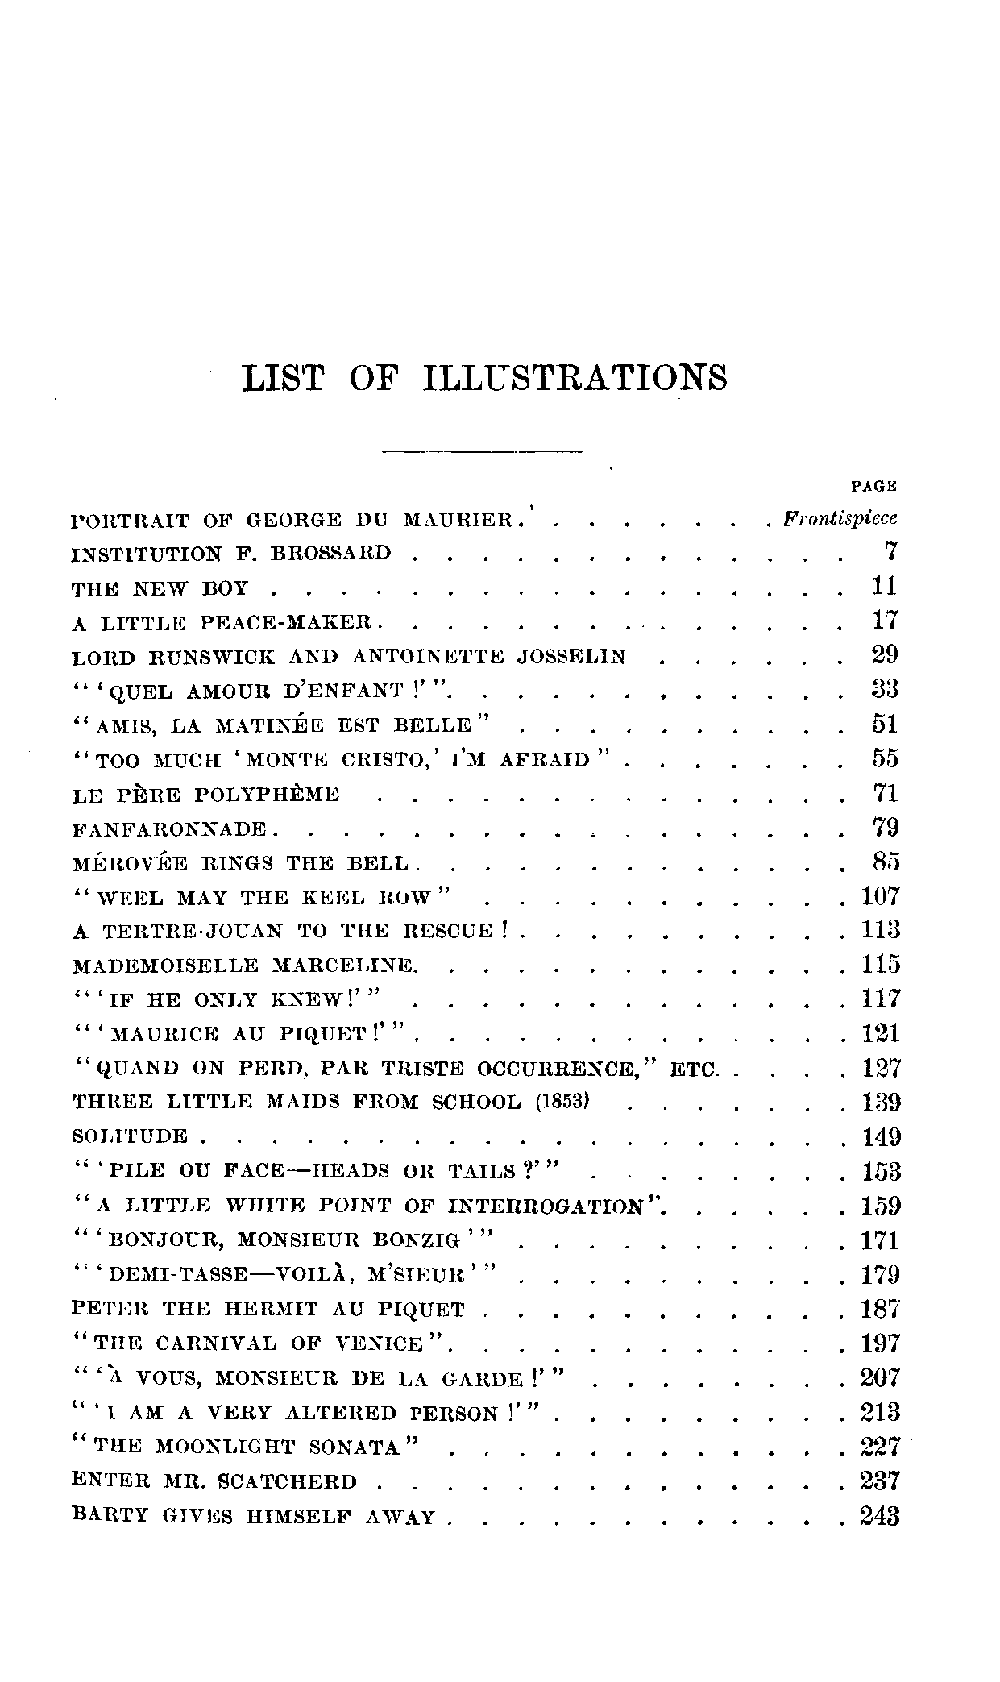 LIST OF ILLUSTRATIONS
PAGE
PORTRAIT OF GEORGE DU MAURIER. . . . . . . . Frontispiece
INSTITUTION F. BROSSARD . . . . . . . . . . . . . 7
THE NEW BOY . . . . . . . . . . . . . . . . . 11
A LITTLE PEACE-MAKER. . . . . . . . . . . . . . 17
LORD RUNSWICK AND ANTOINETTE JOSSELIN . . . . . . 29
"'QUEL AMOUR D'ENFANT!'". . . . . . . . . . . . . 33
"AMIS, LA MATINÉE EST BELLE" . . . . . . . . . . 51
"TOO MUCH 'MONTE CRISTO,' I'M AFRAID" . . . . . . . 55
LE PÈRE POLYPHÈME . . . . . . . . . . . . . . 71
FANFARONNADE. . . . . . . . . . . . . . . . . 79
MÉROVÉE RINGS THE BELL. . . . . . . . . . . . . 85
"WEEL MAY THE KEEL ROW" . . . . . . . . . . . 107
A TERTRE-JOUAN TO THE RESCUE! . . . . . . . . . . 113
MADEMOISELLE MARCELINE. . . . . . . . . . . . . 115
"'IF HE ONLY KNEW!'" . . . . . . . . . . . . . 117
"'MAURICE AU PIQUET!'" . . . . . . . . . . . . . 121
"QUAND ON PERD, PAR TRISTE OCCURRENCE," ETC. . . . . 127
THREE LITTLE MAIDS FROM SCHOOL (1853) . . . . . . . 139
SOLITUDE . . . . . . . . . . . . . . . . . . . 149
"'PILE OU FACE—HEADS OR TAILS?'" . . . . . . . . 153
"A LITTLE WHITE POINT OF INTERROGATION". . . . . . 159
"'BONJOUR, MONSIEUR BONZIG'" . . . . . . . . . . 171
"'DEMI-TASSE—VOILÀ, M'SIEUR'" . . . . . . . . . . 179
PETER THE HERMIT AU PIQUET . . . . . . . . . . . 187
"THE CARNIVAL OF VENICE". . . . . . . . . . . . 197
"'À VOUS, MONSIEUR DE LA GARDE!'" . . . . . . . . 207
"'I AM A VERY ALTERED PERSON!'" . . . . . . . . . 213
"THE MOONLIGHT SONATA" . . . . . . . . . . . . 227
ENTER MR. SCATCHERD . . . . . . . . . . . . . . 237
BARTY GIVES HIMSELF AWAY . . . . . . . . . . . . 243